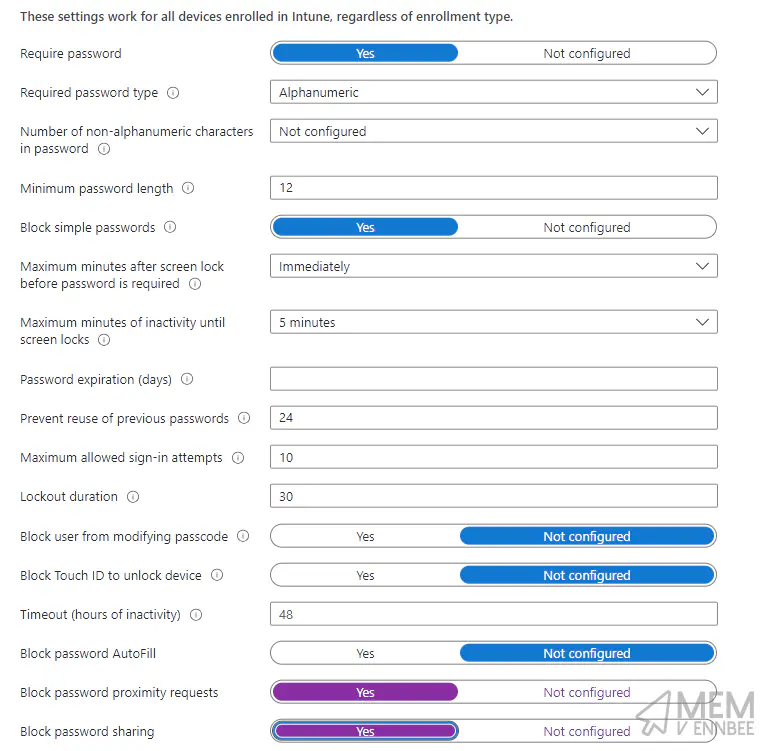 These settings work for all devices enrolled in Intune, regardless of enrollment type.
Require password Yes Not configured
Required password type Alphanumeric
Number of non-alphanumeric characters
in password Not configured
Minimum password length 12
Block simple passwords Yes Not configured
Maximum minutes after screen lock
before password is required Immediately
Maximum minutes of inactivity until
screen locks 5 minutes
Password expiration (days)
Prevent reuse of previous passwords 24
Maximum allowed sign-in attempts 10
Lockout duration 30
Block user from modifying passcode Yes Not configured
Block Touch ID to unlock device Yes Not configured
Timeout (hours of inactivity) 48
Block password AutoFill Yes Not configured
Block password proximity requests Yes Not configured
Block password sharing Yes Not configured
MEM
V ENNBEE